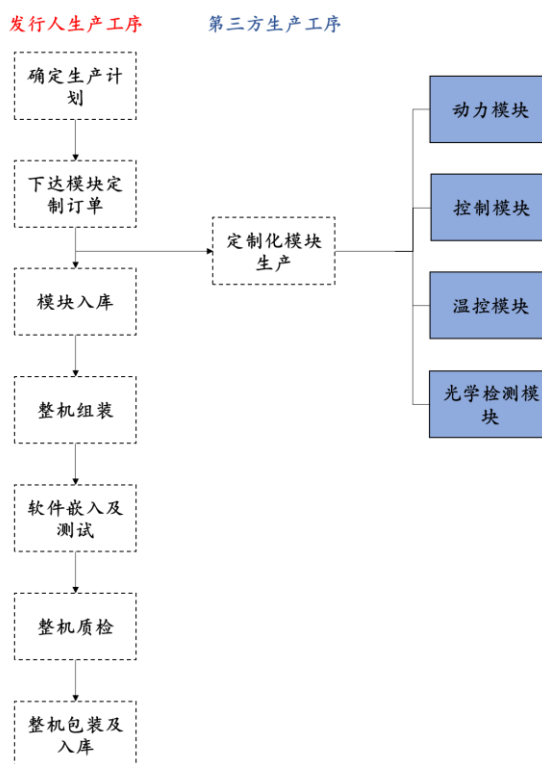 发行人生产工序
第三方生产工序
确定生产计
划
下达模块定
制订单
模块入库
整机组装
软件嵌入及
测试
整机质检
整机包装及
入库
定制化模块
生产
动力模块
控制模块
温控模块
光学检测模
块